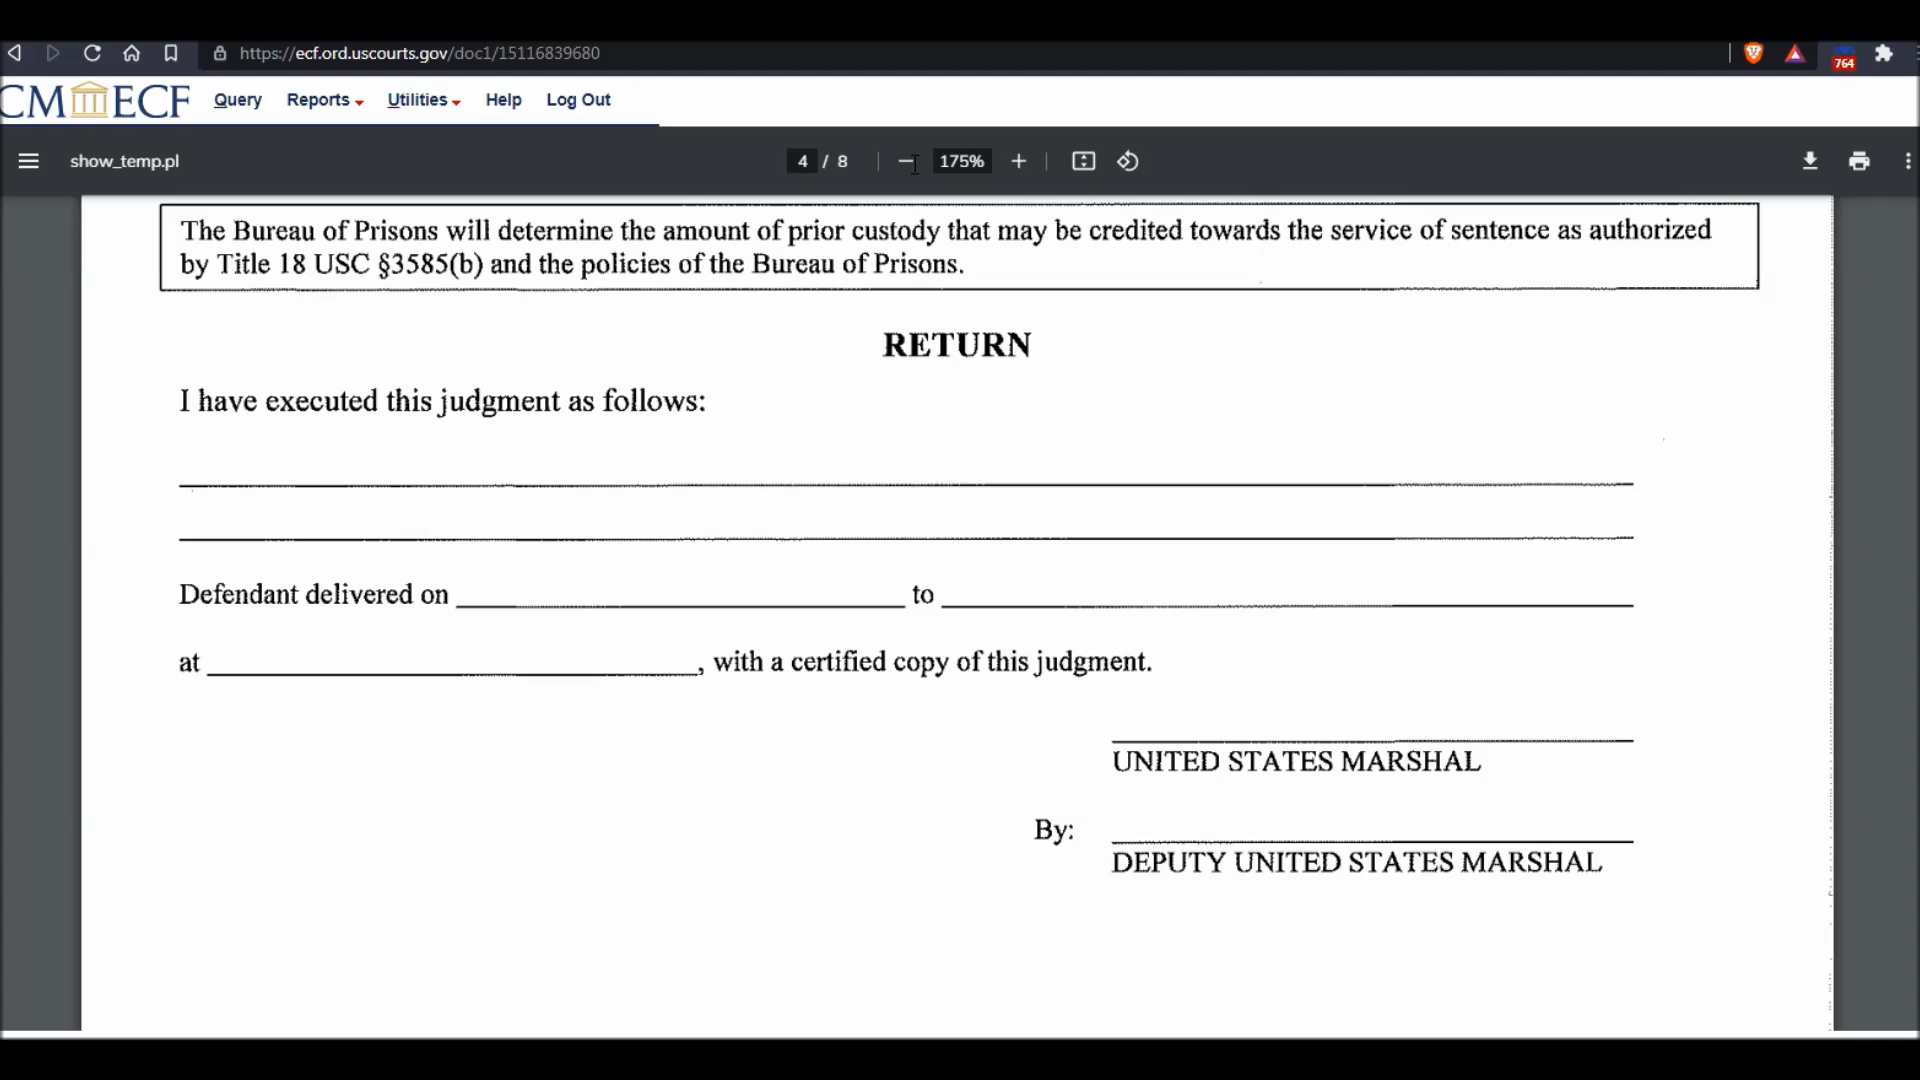 https://ecf.ord.uscourts.gov/doc1/15116839680
764
CM ECF Query Reports Utilities Help Log Out
show_temp.pl 4 / 8 175%
The Bureau of Prisons will determine the amount of prior custody that may be credited towards the service of sentence as authorized
by Title 18 USC §3585(b) and the policies of the Bureau of Prisons.
RETURN
I have executed this judgment as follows:
Defendant delivered on to
at , with a certified copy of this judgment.
UNITED STATES MARSHAL
By:
DEPUTY UNITED STATES MARSHAL